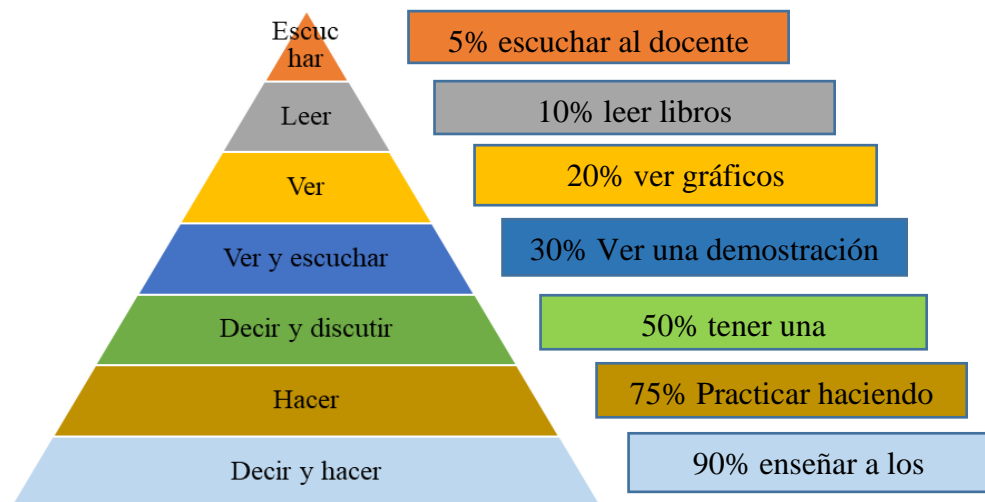 Escuc
har
5% escuchar al docente
Leer
10% leer libros
Ver
20% ver gráficos
Ver y escuchar
30% Ver una demostración
Decir y discutir
50% tener una
Hacer
75% Practicar haciendo
Decir y hacer
90% enseñar a los